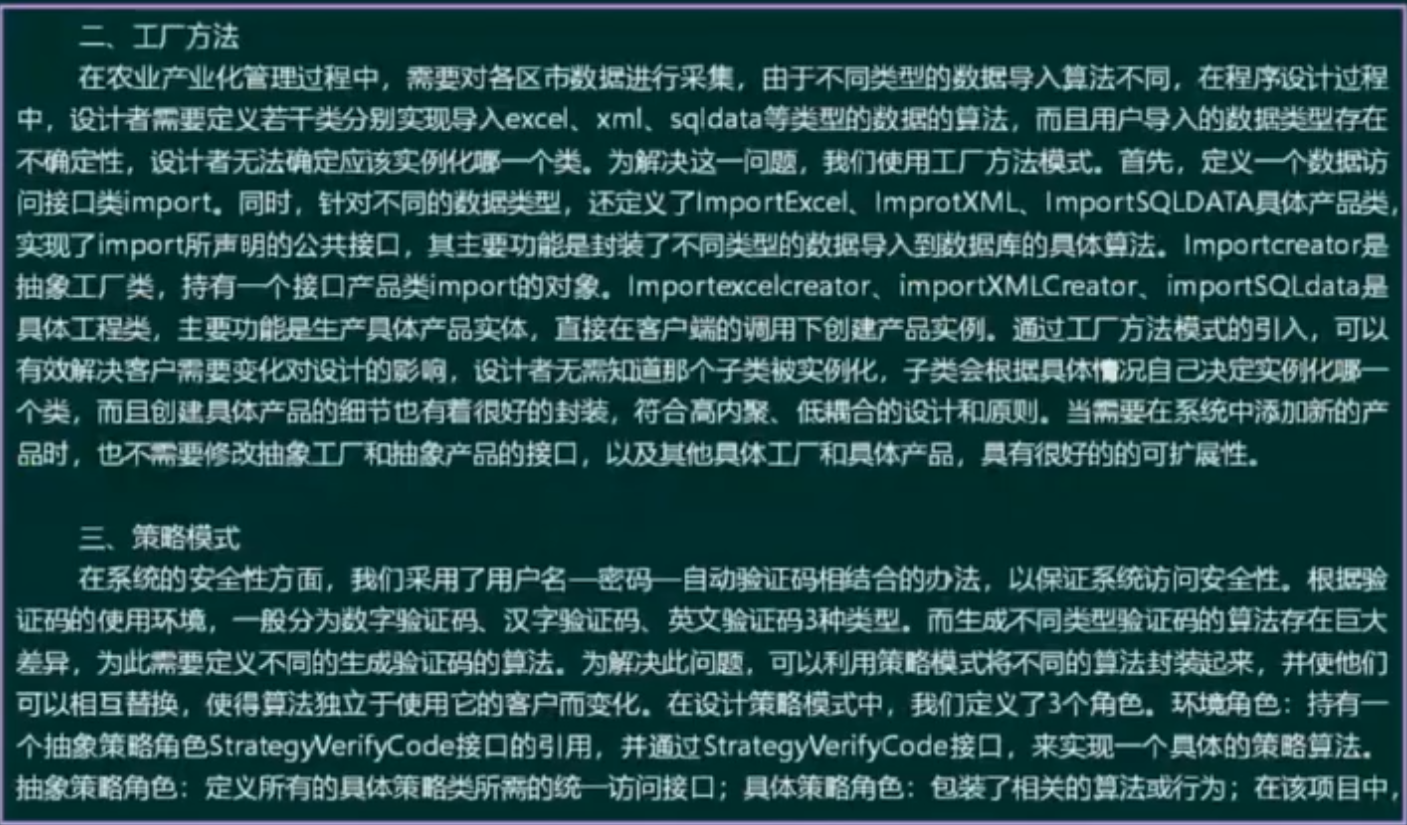 二、工厂方法
在农业产业化管理过程中，需要对各区市数据进行采集，由于不同类型的数据导入算法不同，在程序设计过程
中，设计者需要定义若干类分别实现导入excel、xml、sqldata等类型的数据的算法，而且用户导入的数据类型存在
不确定性，设计者无法确定应该实例化哪一个类。为解决这一问题，我们使用工厂方法模式。首先，定义一个数据访
问接口类import。同时，针对不同的数据类型，还定义了ImportExcel、ImprotXML、ImportSQLDATA具体产品类，
实现了import所声明的公共接口，其主要功能是封装了不同类型的数据导入到数据库的具体算法。Importcreator是
抽象工厂类，持有一个接口产品类import的对象。Importexcelcreator、importXMLCreator、importSQLdata是
具体工程类，主要功能是生产具体产品实体，直接在客户端的调用下创建产品实例。通过工厂方法模式的引入，可以
有效解决客户需要变化对设计的影响，设计者无需知道那个子类被实例化，子类会根据具体情况自己决定实例化哪一
个类，而且创建具体产品的细节也有着很好的封装，符合高内聚、低耦合的设计和原则。当需要在系统中添加新的产
品时，也不需要修改抽象工厂和抽象产品的接口，以及其他具体工厂和具体产品，具有很好的的可扩展性。
三、策略模式
在系统的安全性方面，我们采用了用户名—密码—自动验证码相结合的办法，以保证系统访问安全性。根据验
证码的使用环境，一般分为数字验证码、汉字验证码、英文验证码3种类型。而生成不同类型验证码的算法存在巨大
差异，为此需要定义不同的生成验证码的算法。为解决此问题，可以利用策略模式将不同的算法封装起来，并使他们
可以相互替换，使得算法独立于使用它的客户而变化。在设计策略模式中，我们定义了3个角色。环境角色：持有一
个抽象策略角色StrategyVerifyCode接口的引用，并通过StrategyVerifyCode接口，来实现一个具体的策略算法。
抽象策略角色：定义所有的具体策略类所需的统一访问接口；具体策略角色：包装了相关的算法或行为；在该项目中，